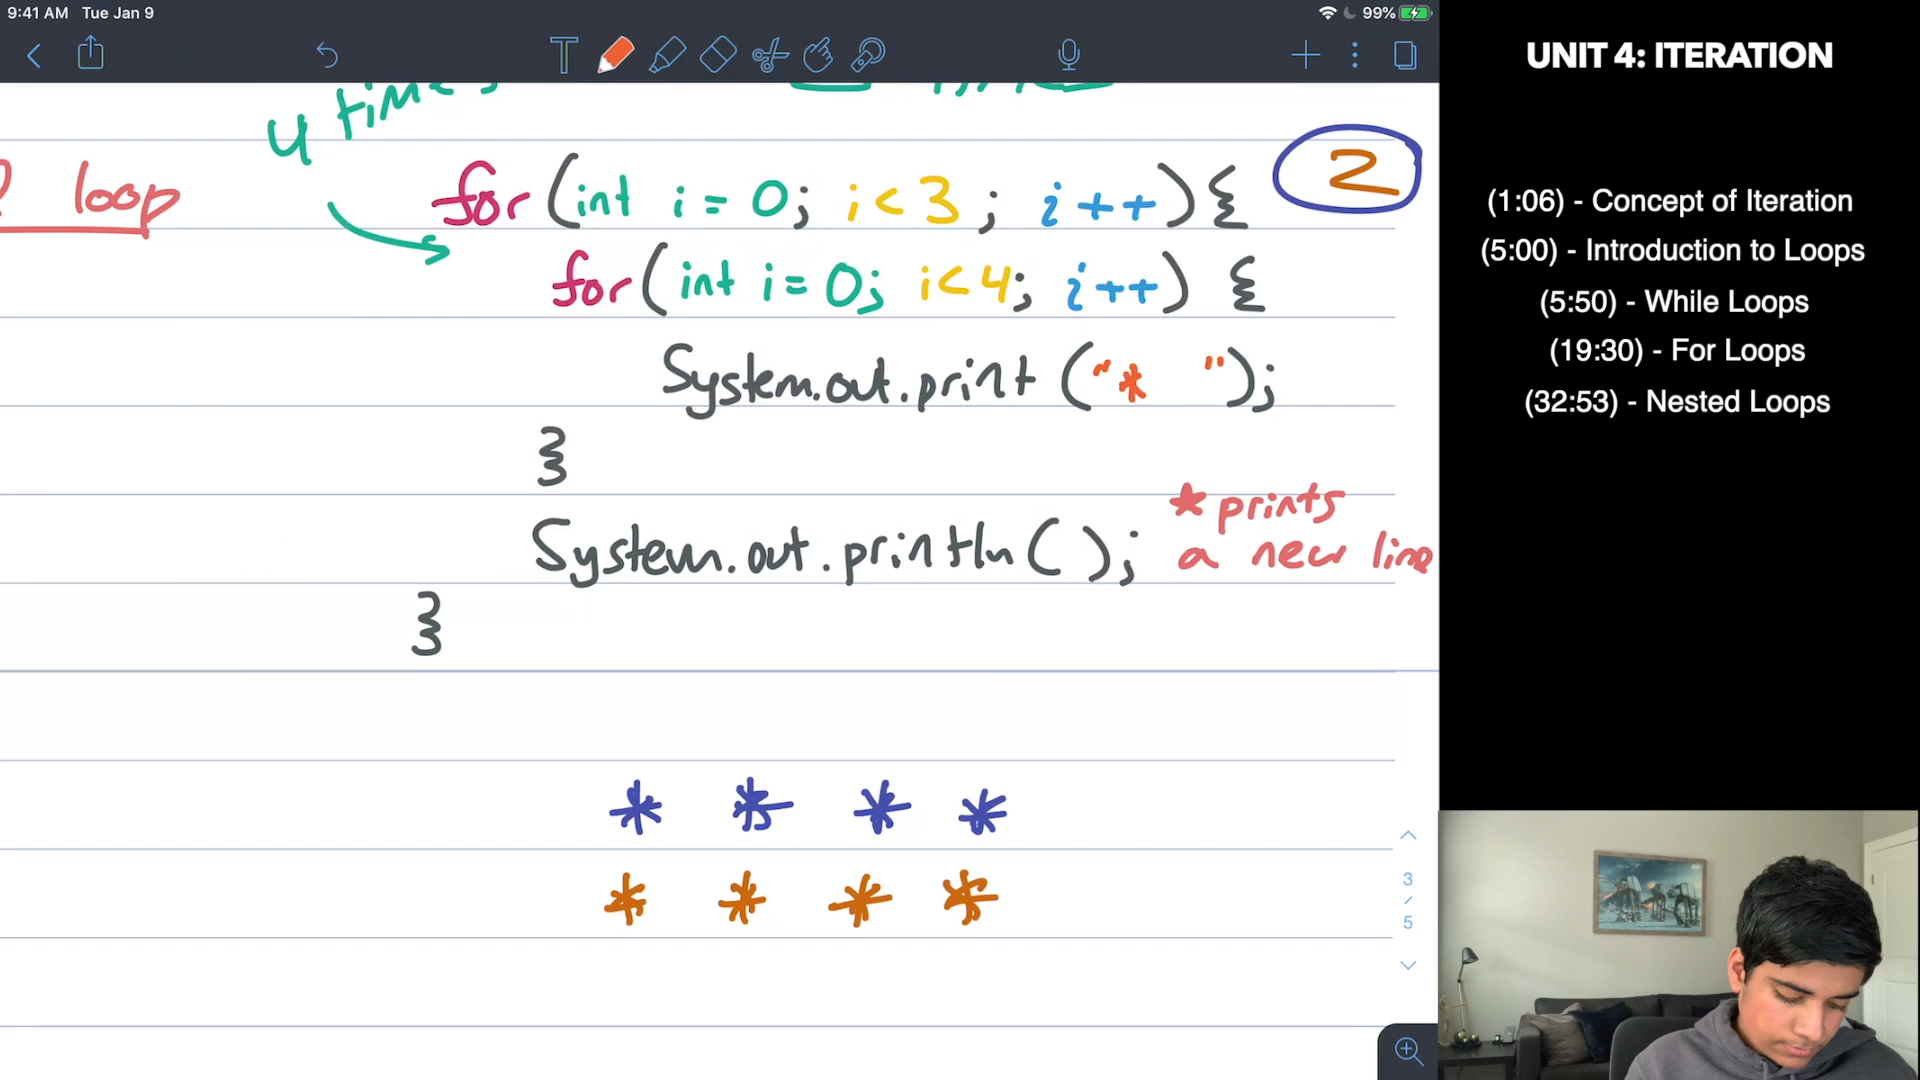 9:41 AM Tue Jan 9
99%
T
UNIT 4: ITERATION
(1:06) - Concept of Iteration
(5:00) - Introduction to Loops
(5:50) - While Loops
(19:30) - For Loops
(32:53) - Nested Loops
4 times
loop
for (int i = 0; i < 3 ; i ++) {
2
for (int i = 0; i < 4; i ++) {
System.out.print ("* ");
}
System.out.println ( );
* prints
a new line
}
* * * *
* * * *
3
/
5